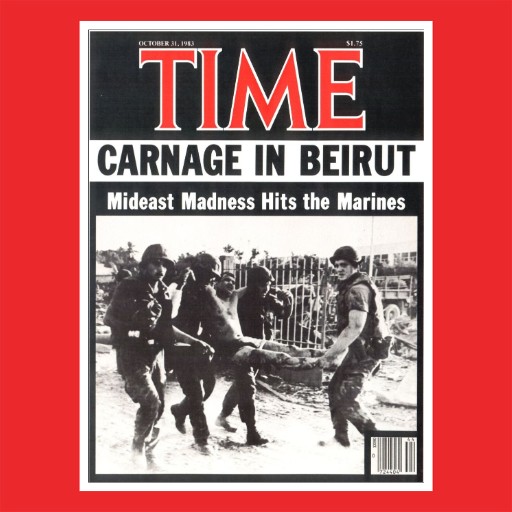 OCTOBER 31, 1983 $1.75
TIME
CARNAGE IN BEIRUT
Mideast Madness Hits the Marines